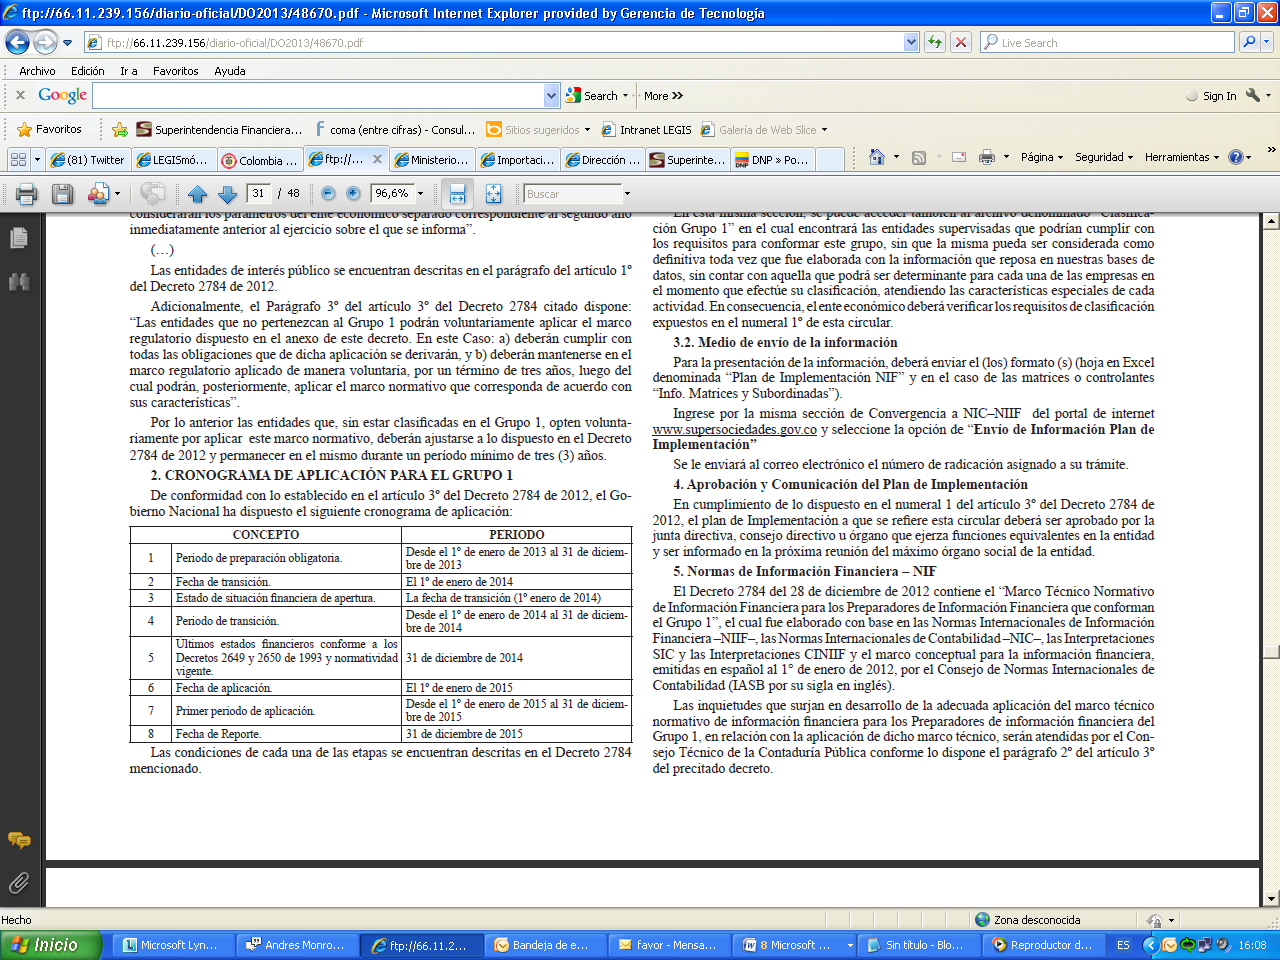 ftp://66.11.239.156/diario-oficial/DO2013/48670.pdf - Microsoft Internet Explorer provided by Gerencia de Tecnología
ftp://66.11.239.156/diario-oficial/DO2013/48670.pdf
Live Search
Archivo Edición Ir a Favoritos Ayuda
x Google Search More »
Sign In
Favoritos Superintendencia Financiera... coma (entre cifras) - Consul... Sitios sugeridos Intranet LEGIS Galería de Web Slice
(81) Twitter LEGISmó... Colombia ... ftp://... Ministerio... Importaci... Dirección ... Superinte... DNP » Po... Página Seguridad Herramientas
31 / 48 96,6% Buscar
considerarán los parámetros del ente económico separado correspondiente al segundo año
inmediatamente anterior al ejercicio sobre el que se informa”.
(…)
Las entidades de interés público se encuentran descritas en el parágrafo del artículo 1º
del Decreto 2784 de 2012.
Adicionalmente, el Parágrafo 3º del artículo 3º del Decreto 2784 citado dispone:
“Las entidades que no pertenezcan al Grupo 1 podrán voluntariamente aplicar el marco
regulatorio dispuesto en el anexo de este decreto. En este Caso: a) deberán cumplir con
todas las obligaciones que de dicha aplicación se derivarán, y b) deberán mantenerse en el
marco regulatorio aplicado de manera voluntaria, por un término de tres años, luego del
cual podrán, posteriormente, aplicar el marco normativo que corresponda de acuerdo con
sus características”.
Por lo anterior las entidades que, sin estar clasificadas en el Grupo 1, opten volunta-
riamente por aplicar este marco normativo, deberán ajustarse a lo dispuesto en el Decreto
2784 de 2012 y permanecer en el mismo durante un período mínimo de tres (3) años.
2. CRONOGRAMA DE APLICACIÓN PARA EL GRUPO 1
De conformidad con lo establecido en el artículo 3º del Decreto 2784 de 2012, el Go-
bierno Nacional ha dispuesto el siguiente cronograma de aplicación:
CONCEPTO PERIODO
1 Periodo de preparación obligatoria. Desde el 1º de enero de 2013 al 31 de diciem-
bre de 2013
2 Fecha de transición. El 1º de enero de 2014
3 Estado de situación financiera de apertura. La fecha de transición (1º enero de 2014)
4 Periodo de transición. Desde el 1º de enero de 2014 al 31 de diciem-
bre de 2014
5 Últimos estados financieros conforme a los
Decretos 2649 y 2650 de 1993 y normatividad
vigente. 31 de diciembre de 2014
6 Fecha de aplicación. El 1º de enero de 2015
7 Primer periodo de aplicación. Desde el 1º de enero de 2015 al 31 de diciem-
bre de 2015
8 Fecha de Reporte. 31 de diciembre de 2015
Las condiciones de cada una de las etapas se encuentran descritas en el Decreto 2784
mencionado.
En esta misma sección, se puede acceder también al archivo denominado “Clasifica-
ción Grupo 1” en el cual encontrará las entidades supervisadas que podrían cumplir con
los requisitos para conformar este grupo, sin que la misma pueda ser considerada como
definitiva toda vez que fue elaborada con la información que reposa en nuestras bases de
datos, sin contar con aquella que podrá ser determinante para cada una de las empresas en
el momento que efectúe su clasificación, atendiendo las características especiales de cada
actividad. En consecuencia, el ente económico deberá verificar los requisitos de clasificación
expuestos en el numeral 1º de esta circular.
3.2. Medio de envío de la información
Para la presentación de la información, deberá enviar el (los) formato (s) (hoja en Excel
denominada “Plan de Implementación NIF” y en el caso de las matrices o controlantes
“Info. Matrices y Subordinadas”).
Ingrese por la misma sección de Convergencia a NIC–NIIF del portal de internet
www.supersociedades.gov.co y seleccione la opción de “Envío de Información Plan de
Implementación”
Se le enviará al correo electrónico el número de radicación asignado a su trámite.
4. Aprobación y Comunicación del Plan de Implementación
En cumplimiento de lo dispuesto en el numeral 1 del artículo 3º del Decreto 2784 de
2012, el plan de Implementación a que se refiere esta circular deberá ser aprobado por la
junta directiva, consejo directivo u órgano que ejerza funciones equivalentes en la entidad
y ser informado en la próxima reunión del máximo órgano social de la entidad.
5. Normas de Información Financiera – NIF
El Decreto 2784 del 28 de diciembre de 2012 contiene el “Marco Técnico Normativo
de Información Financiera para los Preparadores de Información Financiera que conforman
el Grupo 1”, el cual fue elaborado con base en las Normas Internacionales de Información
Financiera –NIIF–, las Normas Internacionales de Contabilidad –NIC–, las Interpretaciones
SIC y las Interpretaciones CINIIF y el marco conceptual para la información financiera,
emitidas en español al 1° de enero de 2012, por el Consejo de Normas Internacionales de
Contabilidad (IASB por su sigla en inglés).
Las inquietudes que surjan en desarrollo de la adecuada aplicación del marco técnico
normativo de información financiera para los Preparadores de información financiera del
Grupo 1, en relación con la aplicación de dicho marco técnico, serán atendidas por el Con-
sejo Técnico de la Contaduría Pública conforme lo dispone el parágrafo 2º del artículo 3º
del precitado decreto.
Hecho Zona desconocida
Inicio Microsoft Lyn... Andres Monro... ftp://66.11.2... Bandeja de e... favor - Mensa... 8 Microsoft ... Sin título - Blo... Reproductor d... ES 16:08